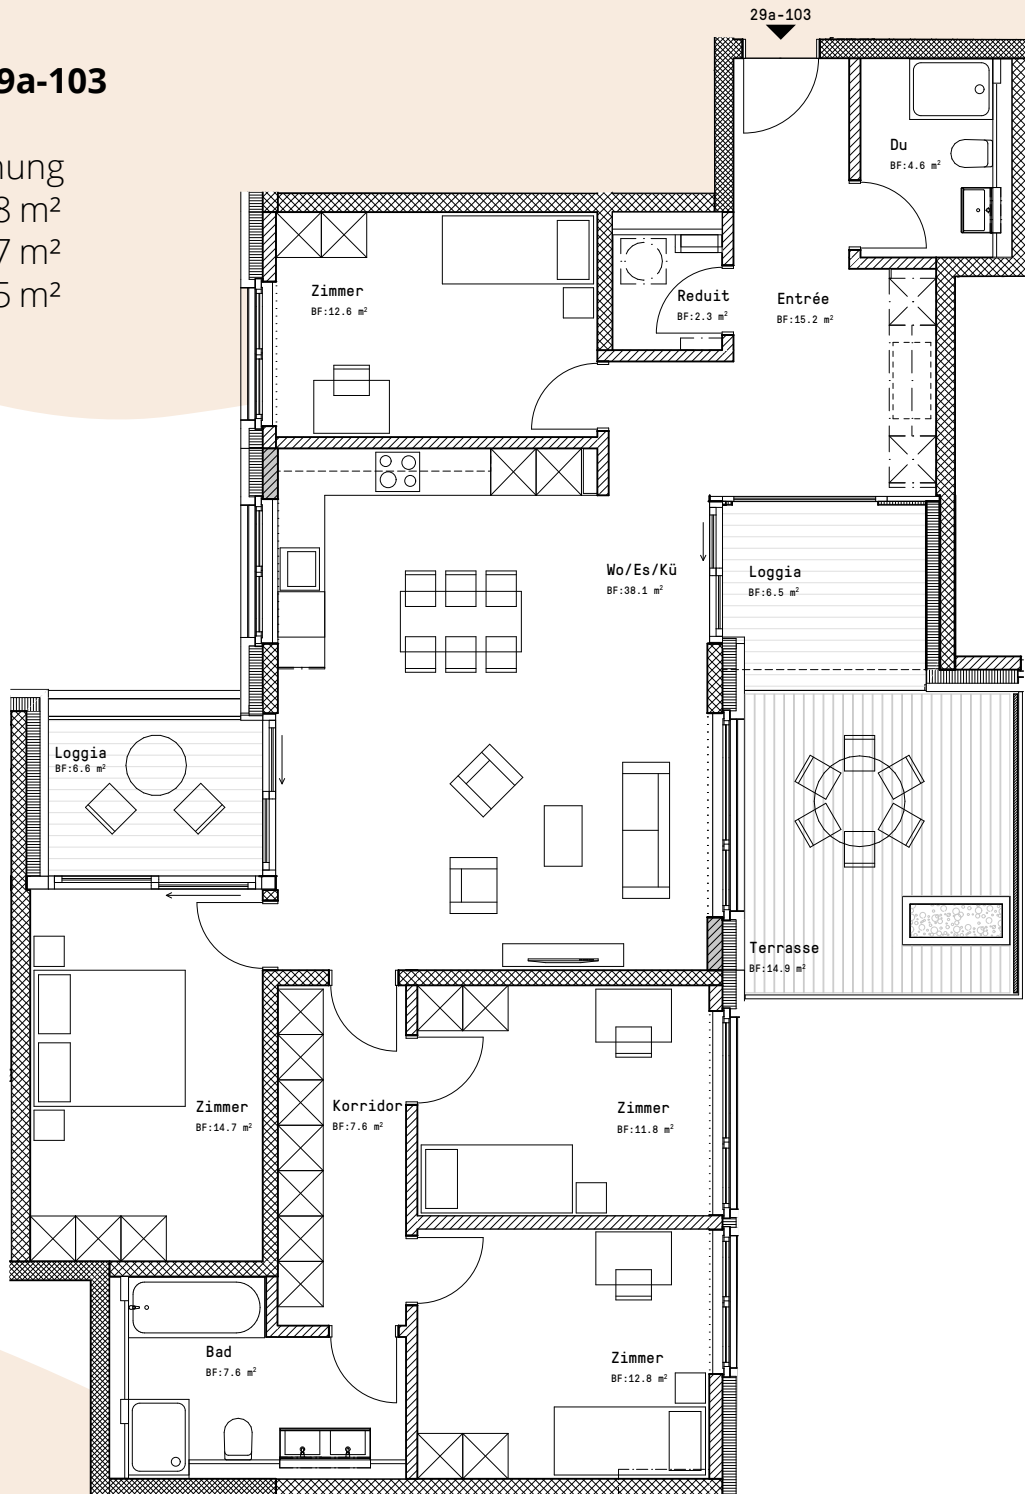 29a-103
9a-103
nung
8 m²
7 m²
5 m²
Du
BF:4.6 m²
Zimmer
BF:12.6 m²
Reduit
BF:2.3 m²
Entrée
BF:15.2 m²
Wo/Es/Kü
BF:38.1 m²
Loggia
BF:6.5 m²
Loggia
BF:6.6 m²
Terrasse
BF:14.9 m²
Zimmer
BF:14.7 m²
Korridor
BF:7.6 m²
Zimmer
BF:11.8 m²
Bad
BF:7.6 m²
Zimmer
BF:12.8 m²